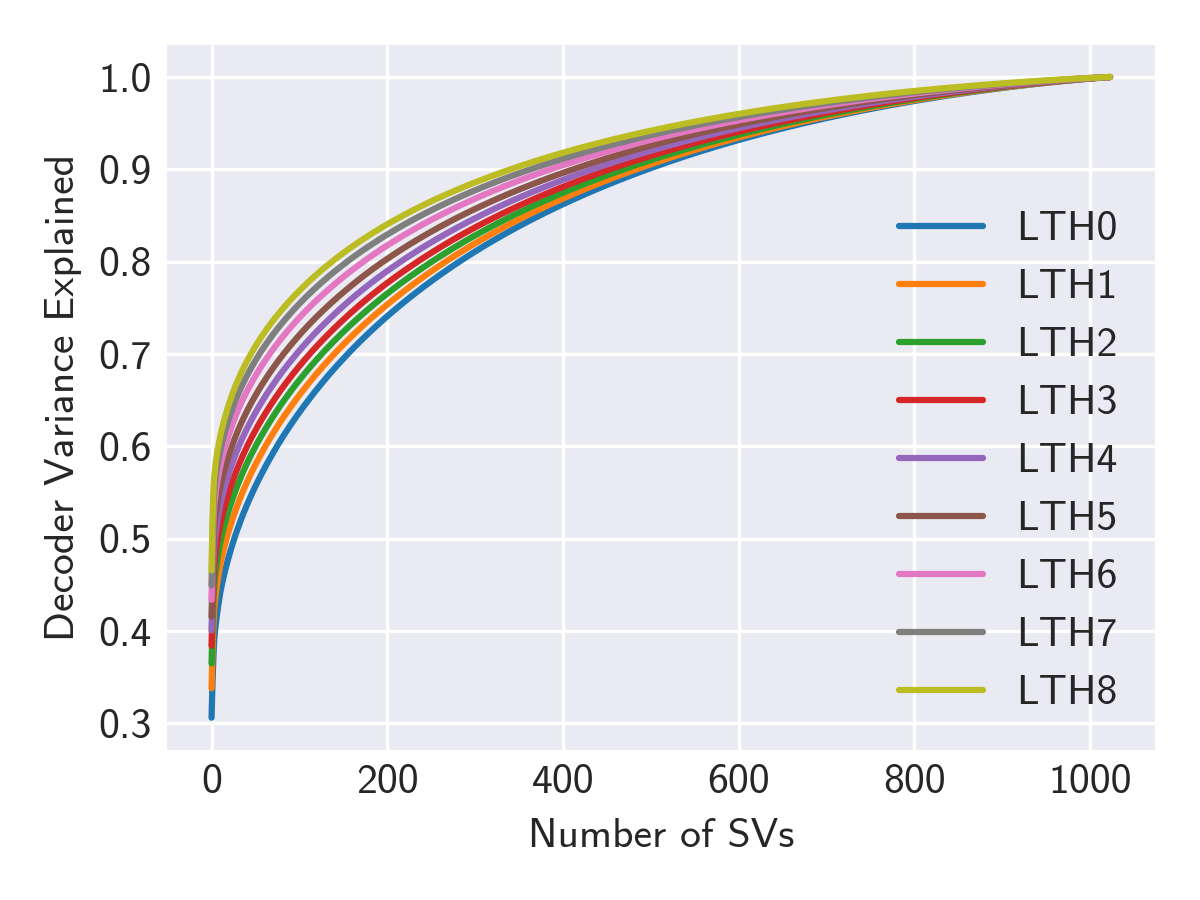 Decoder Variance Explained
1.0
0.9
0.8
0.7
0.6
0.5
0.4
0.3
LTH0
LTH1
LTH2
LTH3
LTH4
LTH5
LTH6
LTH7
LTH8
0 200 400 600 800 1000
Number of SVs